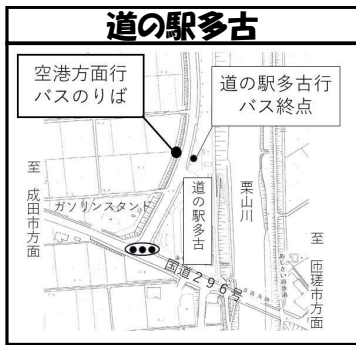 道の駅多古
空港方面行
バスのりば
道の駅多古行
バス終点
至 成田市方面
ガソリンスタンド
道の駅多古
栗山川
至 匝瑳市方面
国道296号